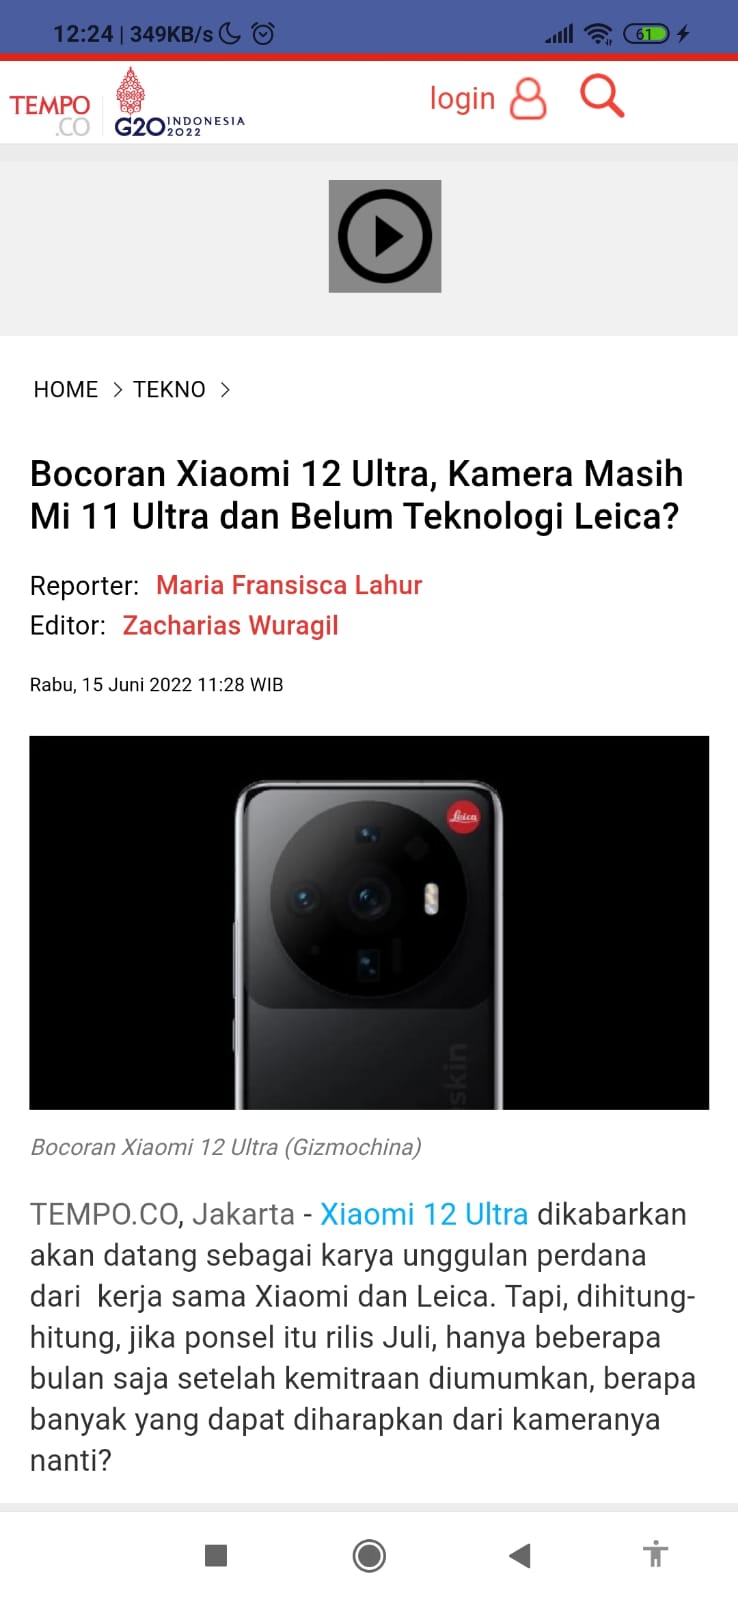 12:24 | 349KB/s
61
TEMPO
.CO
G20 INDONESIA
2022
login
HOME > TEKNO >
Bocoran Xiaomi 12 Ultra, Kamera Masih
Mi 11 Ultra dan Belum Teknologi Leica?
Reporter: Maria Fransisca Lahur
Editor: Zacharias Wuragil
Rabu, 15 Juni 2022 11:28 WIB
Leica
skin
Bocoran Xiaomi 12 Ultra (Gizmochina)
TEMPO.CO, Jakarta - Xiaomi 12 Ultra dikabarkan
akan datang sebagai karya unggulan perdana
dari  kerja sama Xiaomi dan Leica. Tapi, dihitung-
hitung, jika ponsel itu rilis Juli, hanya beberapa
bulan saja setelah kemitraan diumumkan, berapa
banyak yang dapat diharapkan dari kameranya
nanti?